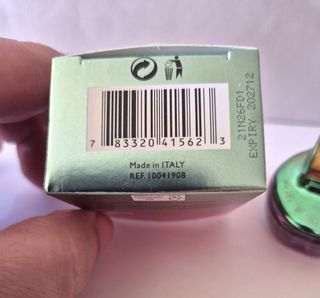 7 83320 41562 3
Made in ITALY
REF. 10041908
21N26FD1
EXPIRY 202712